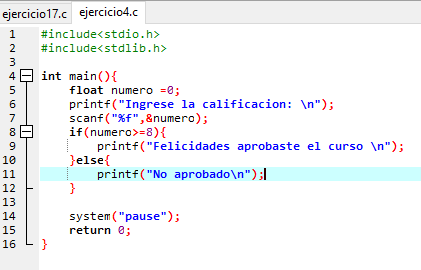 ejercicio17.c ejercicio4.c
1 #include<stdio.h>
2 #include<stdlib.h>
3
4 int main(){
5 float numero =0;
6 printf("Ingrese la calificacion: \n");
7 scanf("%f",&numero);
8 if(numero>=8){
9 printf("Felicidades aprobaste el curso \n");
10 }else{
11 printf("No aprobado\n");
12 }
13
14 system("pause");
15 return 0;
16 }